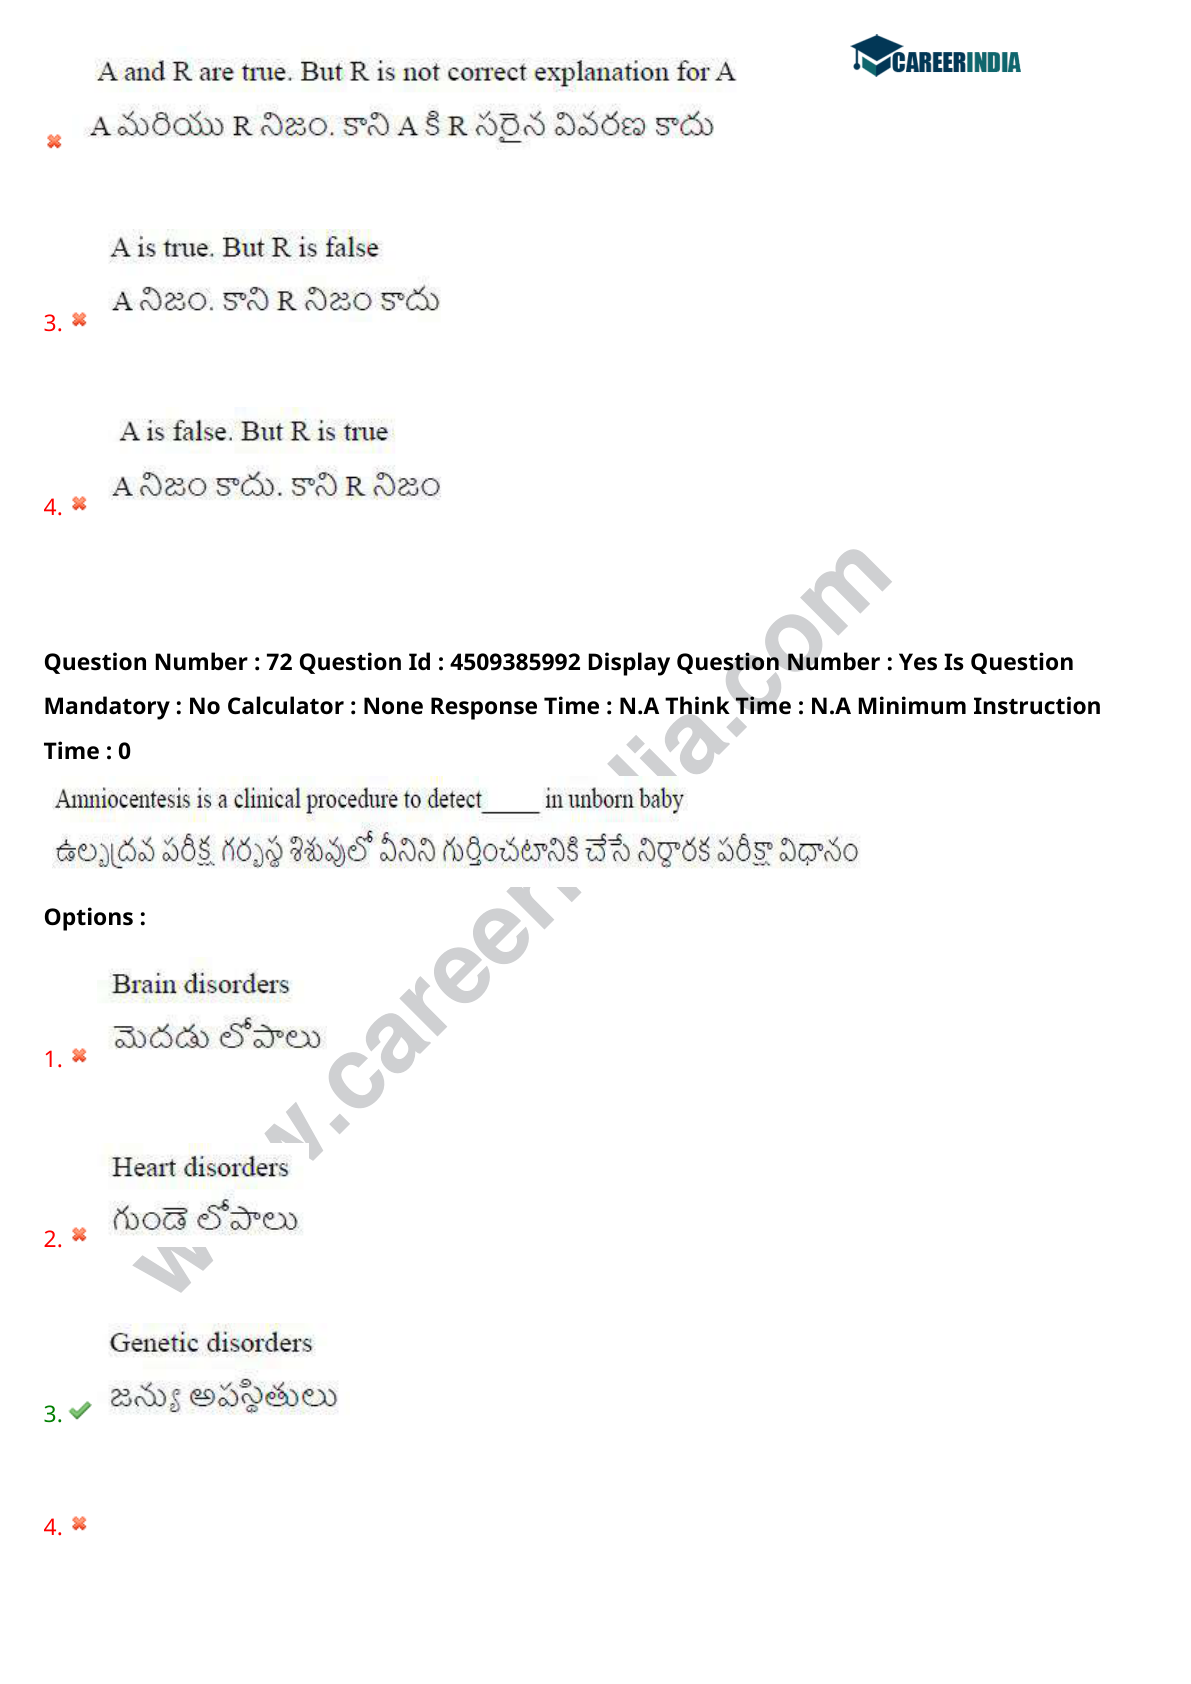 CAREERINDIA
A and R are true. But R is not correct explanation for A
A మరియు R నిజం. కాని A కి R సరైన వివరణ కాదు
A is true. But R is false
A నిజం. కాని R నిజం కాదు
3.
A is false. But R is true
A నిజం కాదు. కాని R నిజం
4.
Question Number : 72 Question Id : 4509385992 Display Question Number : Yes Is Question
Mandatory : No Calculator : None Response Time : N.A Think Time : N.A Minimum Instruction
Time : 0
Amniocentesis is a clinical procedure to detect_____ in unborn baby
ఉల్బద్రవ పరీక్ష గర్భస్థ శిశువులో వీనిని గుర్తించటానికి చేసే నిర్ధారక పరీక్షా విధానం
Options :
Brain disorders
మెదడు లోపాలు
1.
Heart disorders
గుండె లోపాలు
2.
Genetic disorders
జన్యు అపస్థితులు
3.
4.